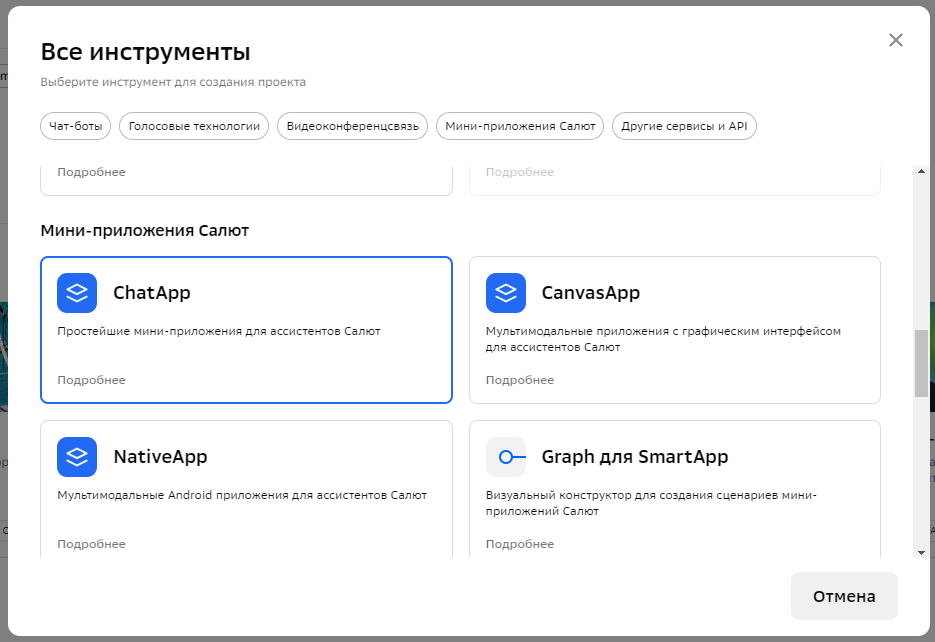 Все инструменты
Выберите инструмент для создания проекта
Чат-боты
Голосовые технологии
Видеоконференцсвязь
Мини-приложения Салют
Другие сервисы и API
Подробнее
Подробнее
Мини-приложения Салют
ChatApp
Простейшие мини-приложения для ассистентов Салют
Подробнее
CanvasApp
Мультимодальные приложения с графическим интерфейсом
для ассистентов Салют
Подробнее
NativeApp
Мультимодальные Android приложения для ассистентов Салют
Подробнее
Graph для SmartApp
Визуальный конструктор для создания сценариев мини-
приложений Салют
Подробнее
Отмена